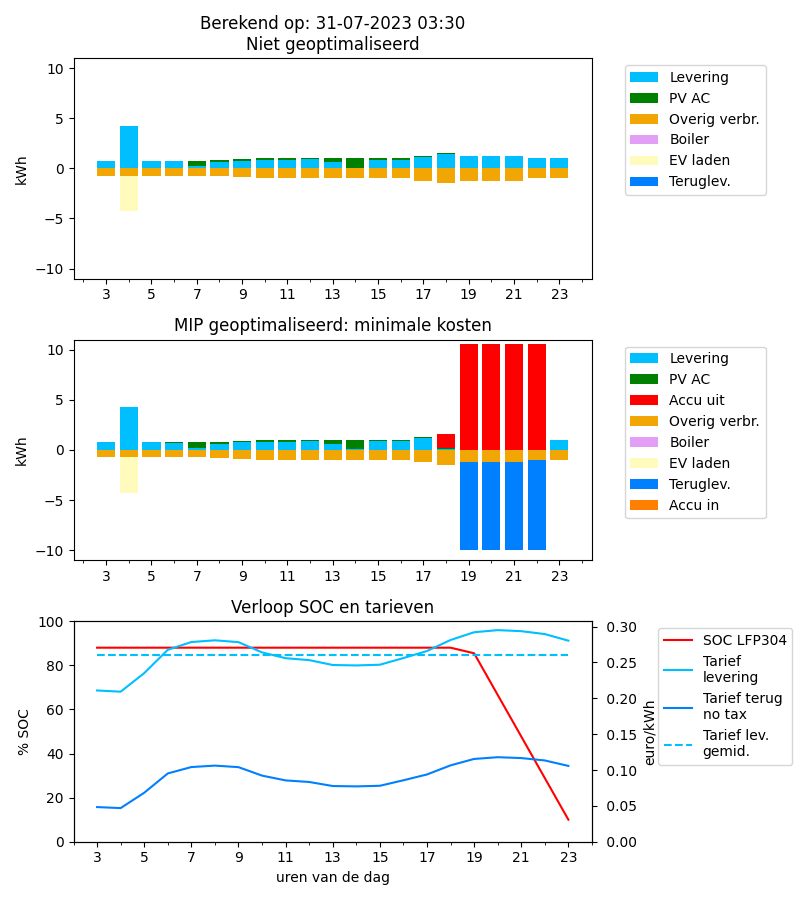 Berekend op: 31-07-2023 03:30
Niet geoptimaliseerd
10
5
0
−5
−10
kWh
3 5 7 9 11 13 15 17 19 21 23
Levering
PV AC
Overig verbr.
Boiler
EV laden
Teruglev.
MIP geoptimaliseerd: minimale kosten
10
5
0
−5
−10
kWh
3 5 7 9 11 13 15 17 19 21 23
Levering
PV AC
Accu uit
Overig verbr.
Boiler
EV laden
Teruglev.
Accu in
Verloop SOC en tarieven
100
80
60
40
20
0
% SOC
3 5 7 9 11 13 15 17 19 21 23
uren van de dag
0.30
0.25
0.20
0.15
0.10
0.05
0.00
euro/kWh
SOC LFP304
Tarief
levering
Tarief terug
no tax
Tarief lev.
gemid.